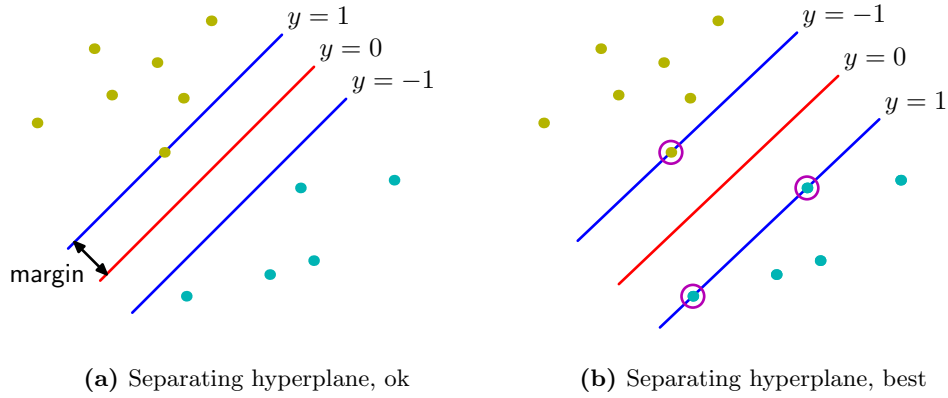 y = 1
y = 0
y = −1
margin
(a) Separating hyperplane, ok
y = −1
y = 0
y = 1
(b) Separating hyperplane, best